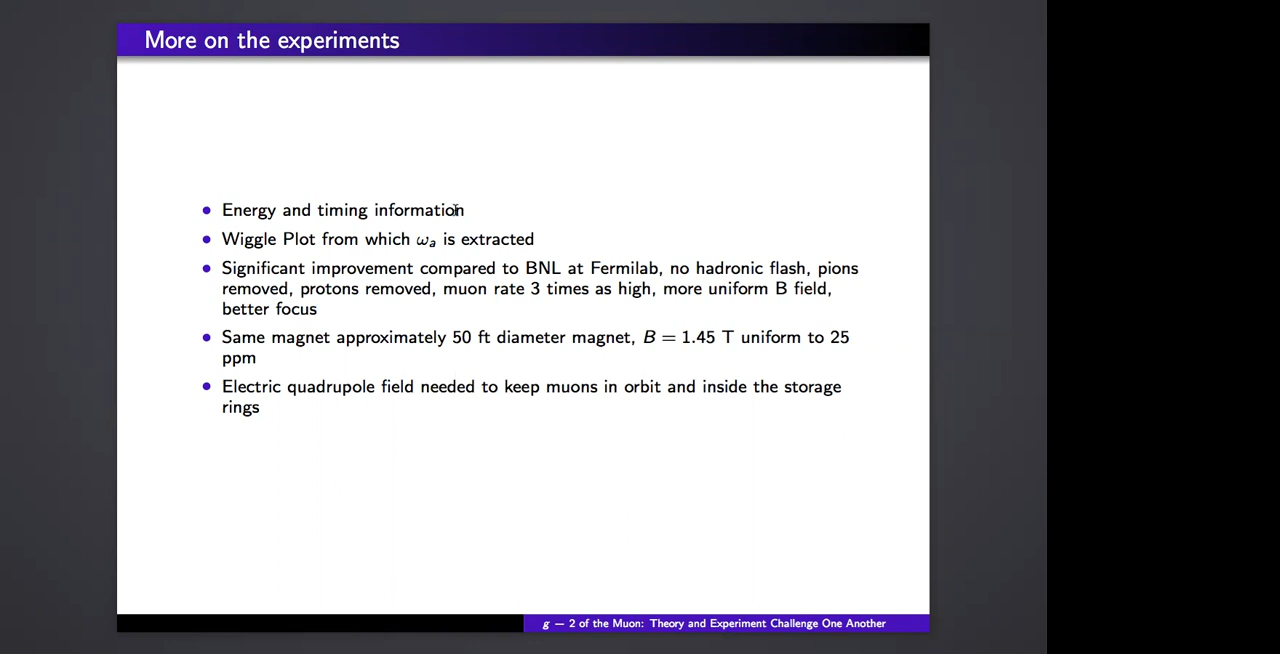 More on the experiments
• Energy and timing information
• Wiggle Plot from which ωₐ is extracted
• Significant improvement compared to BNL at Fermilab, no hadronic flash, pions
removed, protons removed, muon rate 3 times as high, more uniform B field,
better focus
• Same magnet approximately 50 ft diameter magnet, B = 1.45 T uniform to 25
ppm
• Electric quadrupole field needed to keep muons in orbit and inside the storage
rings
g — 2 of the Muon: Theory and Experiment Challenge One Another